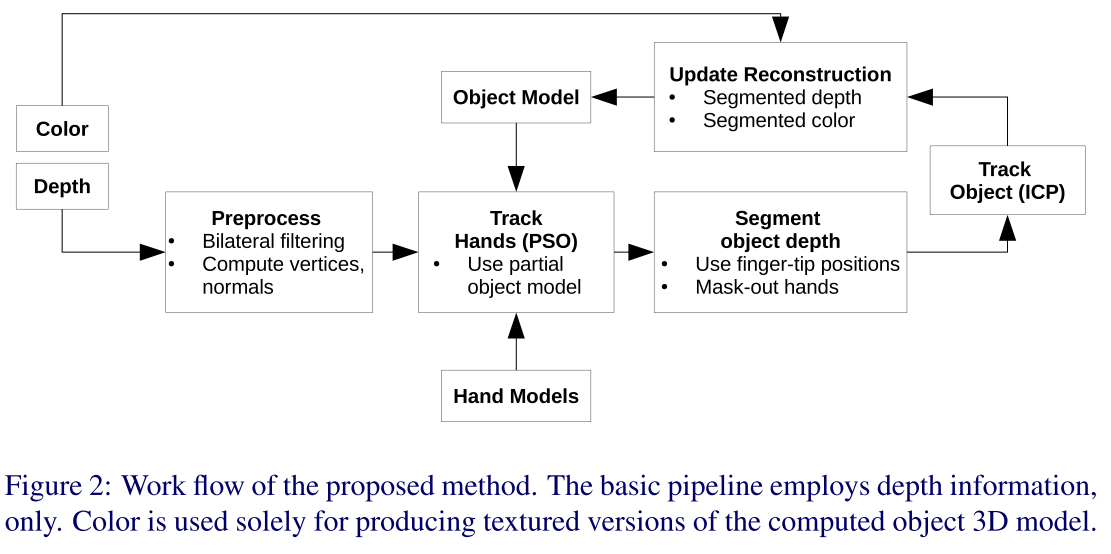 Color
Depth
Preprocess
• Bilateral filtering
• Compute vertices,
normals
Object Model
Track
Hands (PSO)
• Use partial
object model
Hand Models
Update Reconstruction
• Segmented depth
• Segmented color
Segment
object depth
• Use finger-tip positions
• Mask-out hands
Track
Object (ICP)
Figure 2: Work flow of the proposed method. The basic pipeline employs depth information,
only. Color is used solely for producing textured versions of the computed object 3D model.